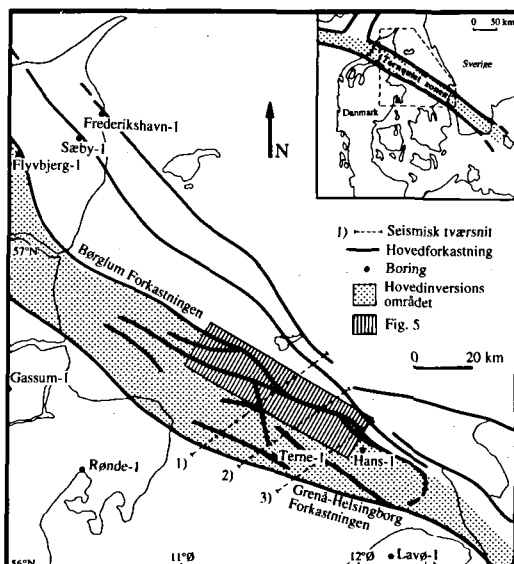 0 50 km
Sverige
Tornquist zonen
Danmark
Frederikshavn-1
Sæby-1
Flyvbjerg-1
N
57°N
Børglum Forkastningen
1) Seismisk tværsnit
Hovedforkastning
Boring
Hovedinversions
området
Fig. 5
0 20 km
Gassum-1
Rønde-1
1)
2)
3)
Terne-1
Hans-1
Grenå-Helsingborg
Forkastningen
56°N
11°Ø
12°Ø
Lavø-1